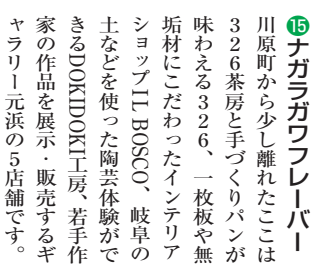 ⑮ナガラガワフレーバー
川原町から少し離れたここは
326茶房と手づくりパンが
味わえる326、一枚板や無
垢材にこだわったインテリア
ショップIL BOSCO、岐阜の
土などを使った陶芸体験がで
きるDOKIDOKI工房、若手作
家の作品を展示・販売するギ
ャラリー元浜の5店舗です。